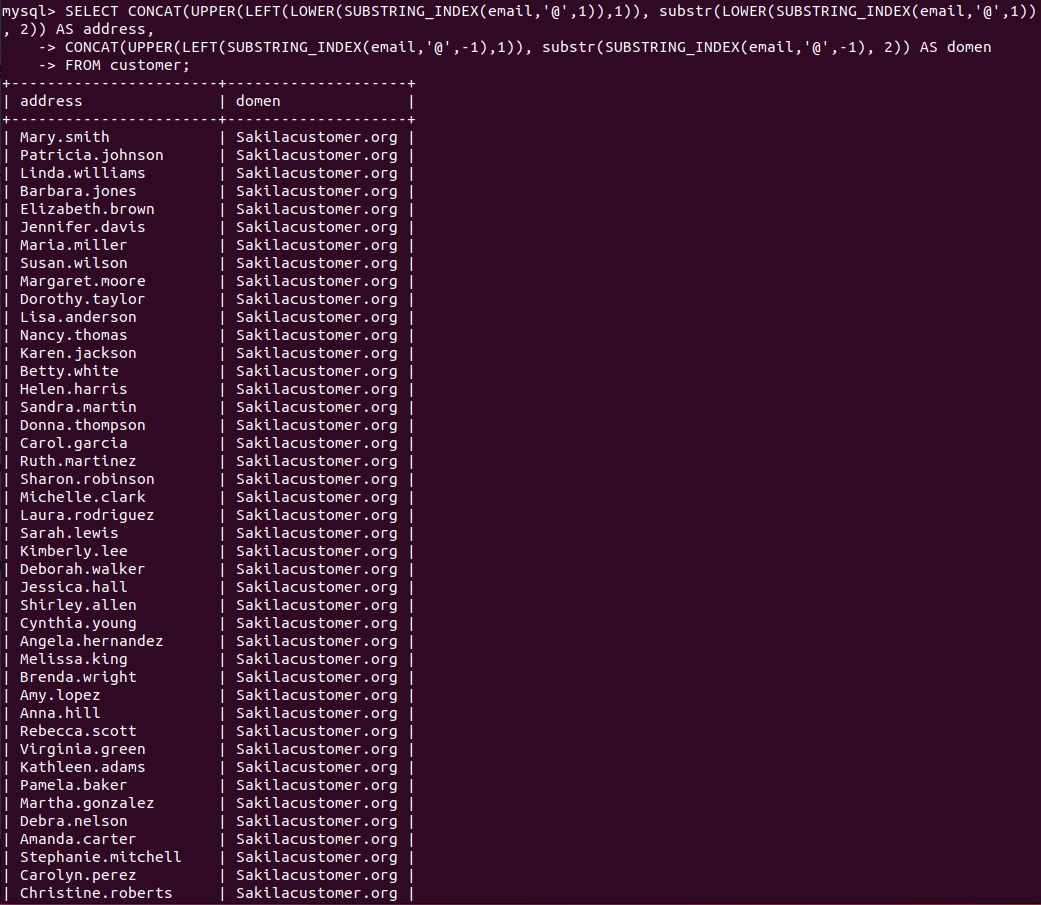 mysql> SELECT CONCAT(UPPER(LEFT(LOWER(SUBSTRING_INDEX(email,'@',1)),1)), substr(LOWER(SUBSTRING_INDEX(email,'@',1))
, 2)) AS address,
    -> CONCAT(UPPER(LEFT(SUBSTRING_INDEX(email,'@',-1),1)), substr(SUBSTRING_INDEX(email,'@',-1), 2)) AS domen
    -> FROM customer;
+-----------------------+--------------------+
| address               | domen              |
+-----------------------+--------------------+
| Mary.smith            | Sakilacustomer.org |
| Patricia.johnson      | Sakilacustomer.org |
| Linda.williams        | Sakilacustomer.org |
| Barbara.jones         | Sakilacustomer.org |
| Elizabeth.brown       | Sakilacustomer.org |
| Jennifer.davis        | Sakilacustomer.org |
| Maria.miller          | Sakilacustomer.org |
| Susan.wilson          | Sakilacustomer.org |
| Margaret.moore        | Sakilacustomer.org |
| Dorothy.taylor        | Sakilacustomer.org |
| Lisa.anderson         | Sakilacustomer.org |
| Nancy.thomas          | Sakilacustomer.org |
| Karen.jackson         | Sakilacustomer.org |
| Betty.white           | Sakilacustomer.org |
| Helen.harris          | Sakilacustomer.org |
| Sandra.martin         | Sakilacustomer.org |
| Donna.thompson        | Sakilacustomer.org |
| Carol.garcia          | Sakilacustomer.org |
| Ruth.martinez         | Sakilacustomer.org |
| Sharon.robinson       | Sakilacustomer.org |
| Michelle.clark        | Sakilacustomer.org |
| Laura.rodriguez       | Sakilacustomer.org |
| Sarah.lewis           | Sakilacustomer.org |
| Kimberly.lee          | Sakilacustomer.org |
| Deborah.walker        | Sakilacustomer.org |
| Jessica.hall          | Sakilacustomer.org |
| Shirley.allen         | Sakilacustomer.org |
| Cynthia.young         | Sakilacustomer.org |
| Angela.hernandez      | Sakilacustomer.org |
| Melissa.king          | Sakilacustomer.org |
| Brenda.wright         | Sakilacustomer.org |
| Amy.lopez             | Sakilacustomer.org |
| Anna.hill             | Sakilacustomer.org |
| Rebecca.scott         | Sakilacustomer.org |
| Virginia.green        | Sakilacustomer.org |
| Kathleen.adams        | Sakilacustomer.org |
| Pamela.baker          | Sakilacustomer.org |
| Martha.gonzalez       | Sakilacustomer.org |
| Debra.nelson          | Sakilacustomer.org |
| Amanda.carter         | Sakilacustomer.org |
| Stephanie.mitchell    | Sakilacustomer.org |
| Carolyn.perez         | Sakilacustomer.org |
| Christine.roberts     | Sakilacustomer.org |